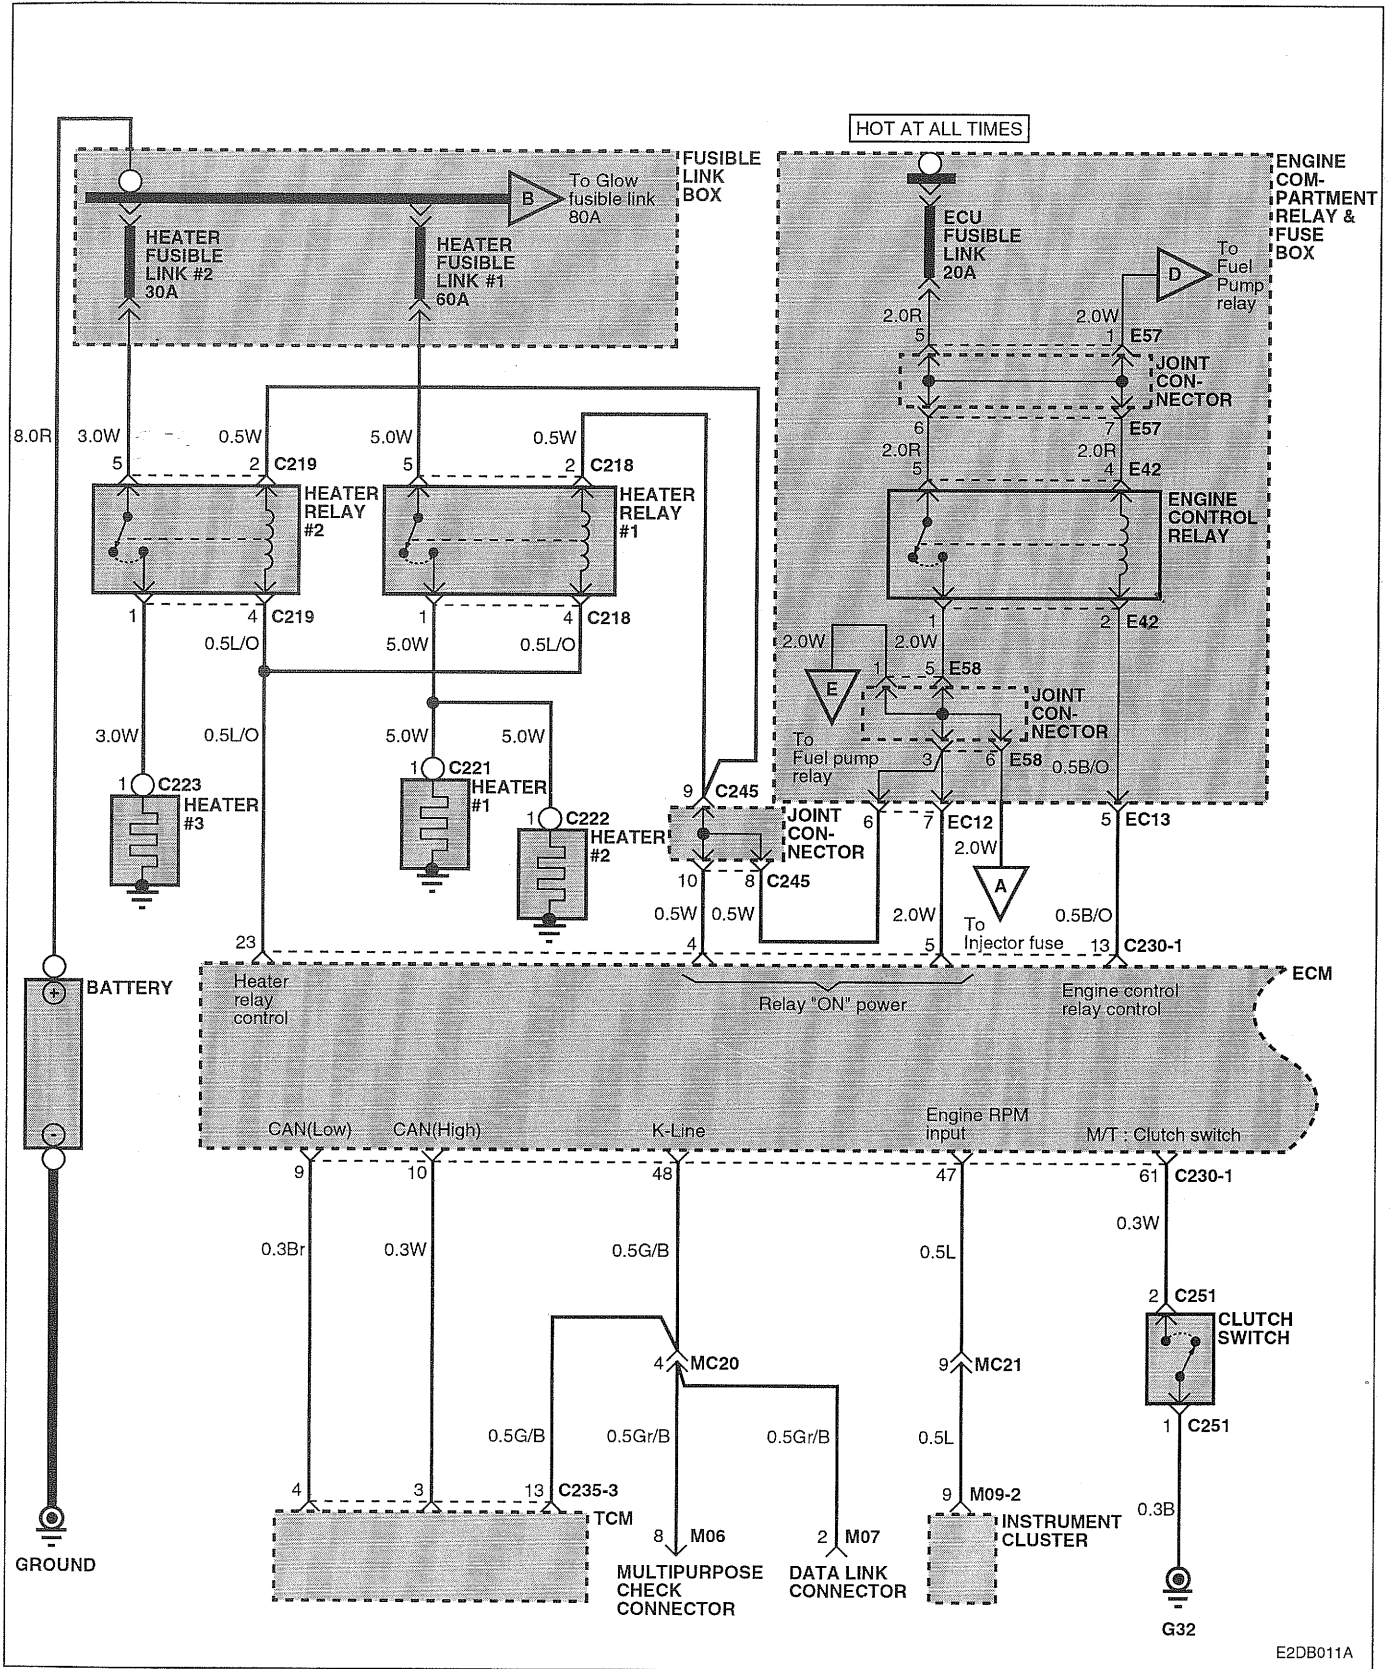 HOT AT ALL TIMES
FUSIBLE
LINK
BOX
B
To Glow
fusible link
80A
HEATER
FUSIBLE
LINK #2
30A
HEATER
FUSIBLE
LINK #1
60A
ENGINE
COM-
PARTMENT
RELAY &
FUSE
BOX
ECU
FUSIBLE
LINK
20A
D
To
Fuel
Pump
relay
2.0R
2.0W
5
1
E57
JOINT
CON-
NECTOR
6
7
E57
2.0R
2.0R
5
4
E42
8.0R
3.0W
0.5W
5.0W
0.5W
5
2
C219
5
2
C218
HEATER
RELAY
#2
HEATER
RELAY
#1
ENGINE
CONTROL
RELAY
1
4
C219
1
4
C218
1
2
E42
0.5L/O
5.0W
0.5L/O
2.0W
2.0W
1
5
E58
E
JOINT
CON-
NECTOR
To
Fuel pump
relay
3
6
E58
0.5B/O
3.0W
0.5L/O
5.0W
5.0W
1
C223
HEATER
#3
1
C221
HEATER
#1
1
C222
HEATER
#2
9
C245
JOINT
CON-
NECTOR
10
8
C245
6
7
EC12
5
EC13
2.0W
A
To
Injector fuse
0.5W
0.5W
2.0W
0.5B/O
23
4
5
13
C230-1
ECM
BATTERY
+
-
Heater
relay
control
Relay "ON" power
Engine control
relay control
CAN(Low)
CAN(High)
K-Line
Engine RPM
input
M/T : Clutch switch
9
10
48
47
61
C230-1
0.3Br
0.3W
0.5G/B
0.5L
0.3W
2
C251
CLUTCH
SWITCH
4
MC20
9
MC21
1
C251
0.5G/B
0.5Gr/B
0.5Gr/B
0.5L
4
3
13
C235-3
TCM
9
M09-2
INSTRUMENT
CLUSTER
0.3B
8
M06
MULTIPURPOSE
CHECK
CONNECTOR
2
M07
DATA LINK
CONNECTOR
GROUND
G32
E2DB011A